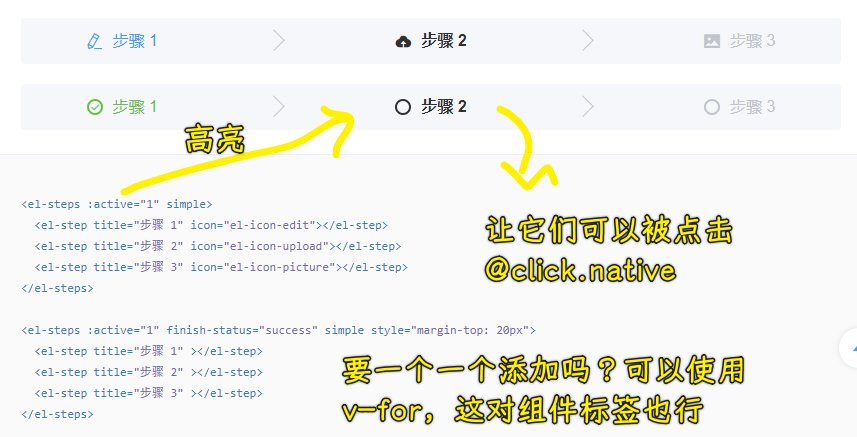 步骤 1
步骤 2
步骤 3
步骤 1
步骤 2
步骤 3
高亮
<el-steps :active="1" simple>
<el-step title="步骤 1" icon="el-icon-edit"></el-step>
<el-step title="步骤 2" icon="el-icon-upload"></el-step>
<el-step title="步骤 3" icon="el-icon-picture"></el-step>
</el-steps>
让它们可以被点击
@click.native
<el-steps :active="1" finish-status="success" simple style="margin-top: 20px">
<el-step title="步骤 1" ></el-step>
<el-step title="步骤 2" ></el-step>
<el-step title="步骤 3" ></el-step>
</el-steps>
要一个一个添加吗？可以使用
v-for，这对组件标签也行